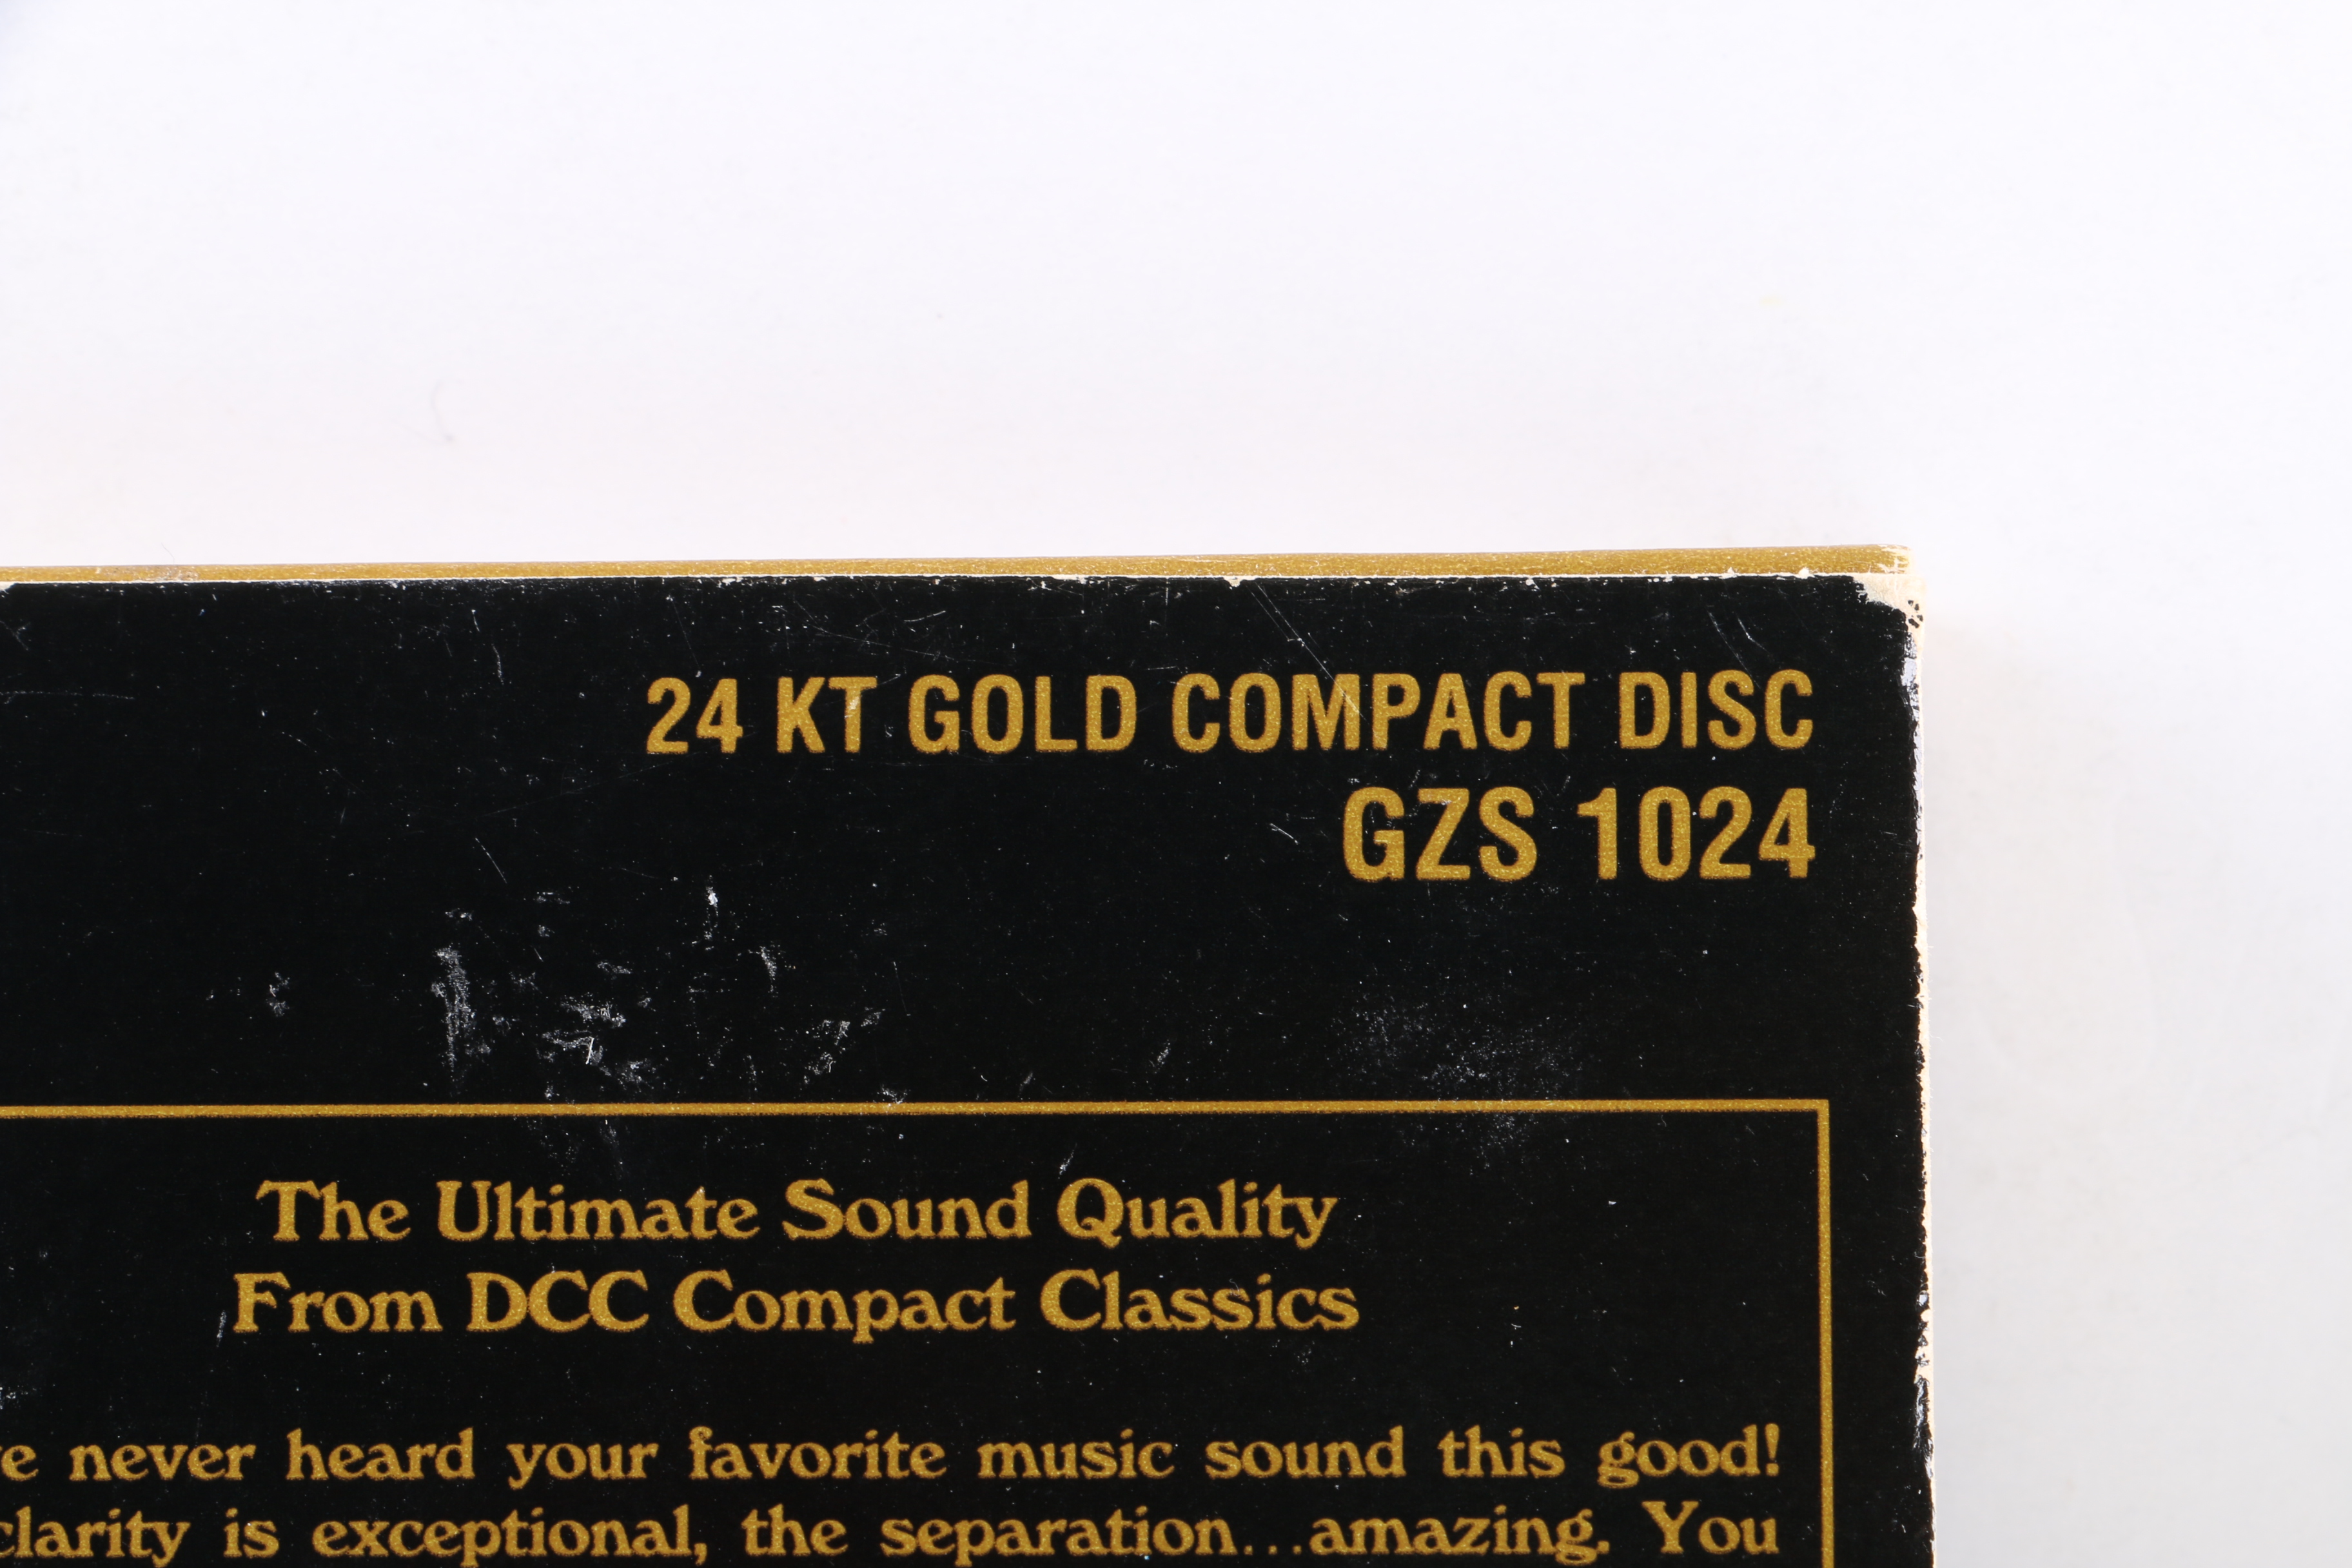 24 KT GOLD COMPACT DISC
GZS 1024
The Ultimate Sound Quality
From DCC Compact Classics
never heard your favorite music sound this good!
clarity is exceptional, the separation...amazing. You